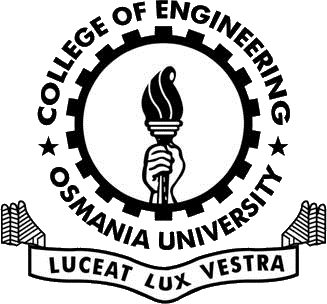 COLLEGE OF ENGINEERING
OSMANIA UNIVERSITY
LUCEAT LUX VESTRA